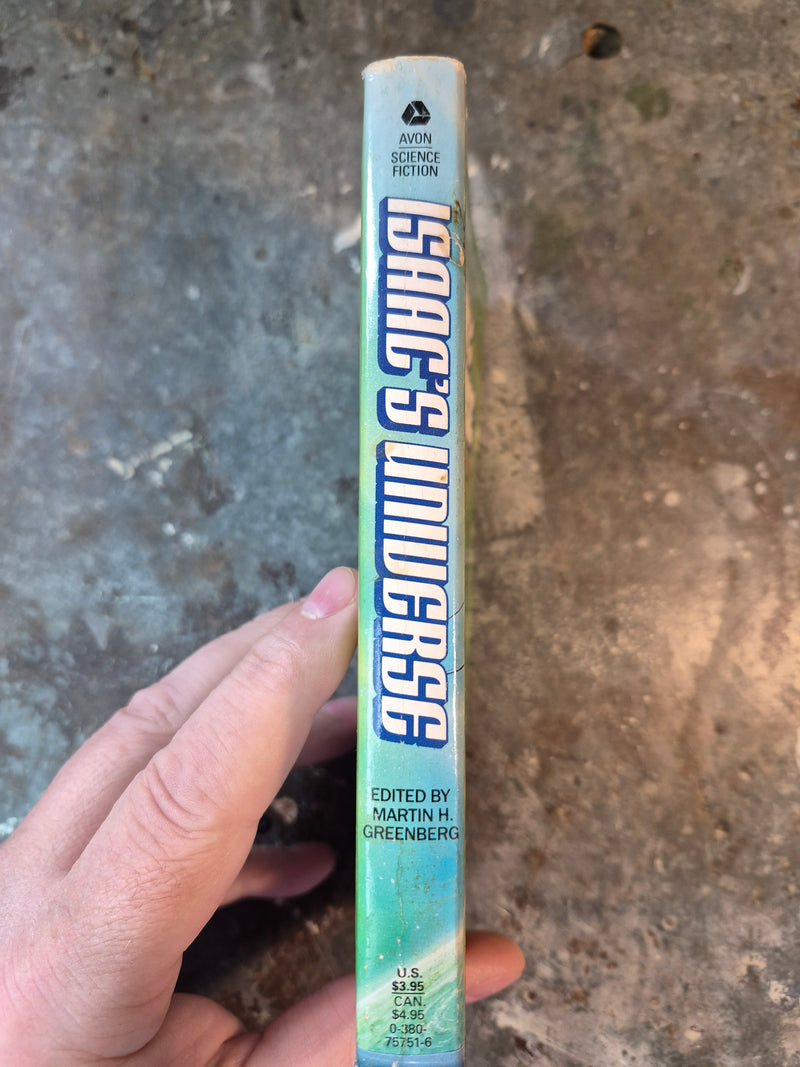 AVON
SCIENCE
FICTION
ISAAC'S UNIVERSE
EDITED BY
MARTIN H.
GREENBERG
U.S.
$3.95
CAN.
$4.95
0-380-
75751-6